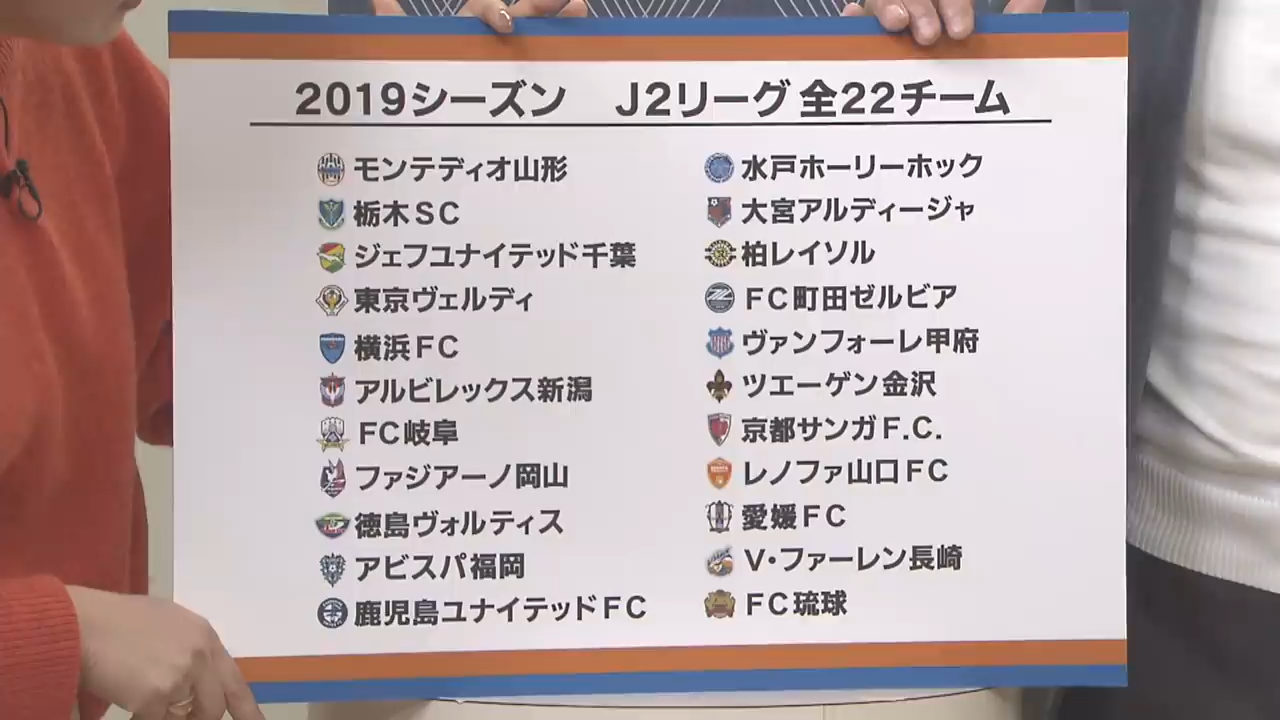 2019シーズン　J2リーグ 全22チーム
モンテディオ山形
栃木SC
ジェフユナイテッド千葉
東京ヴェルディ
横浜FC
アルビレックス新潟
FC岐阜
ファジアーノ岡山
徳島ヴォルティス
アビスパ福岡
鹿児島ユナイテッドFC
水戸ホーリーホック
大宮アルディージャ
柏レイソル
FC町田ゼルビア
ヴァンフォーレ甲府
ツエーゲン金沢
京都サンガF.C.
レノファ山口FC
愛媛FC
V・ファーレン長崎
FC琉球